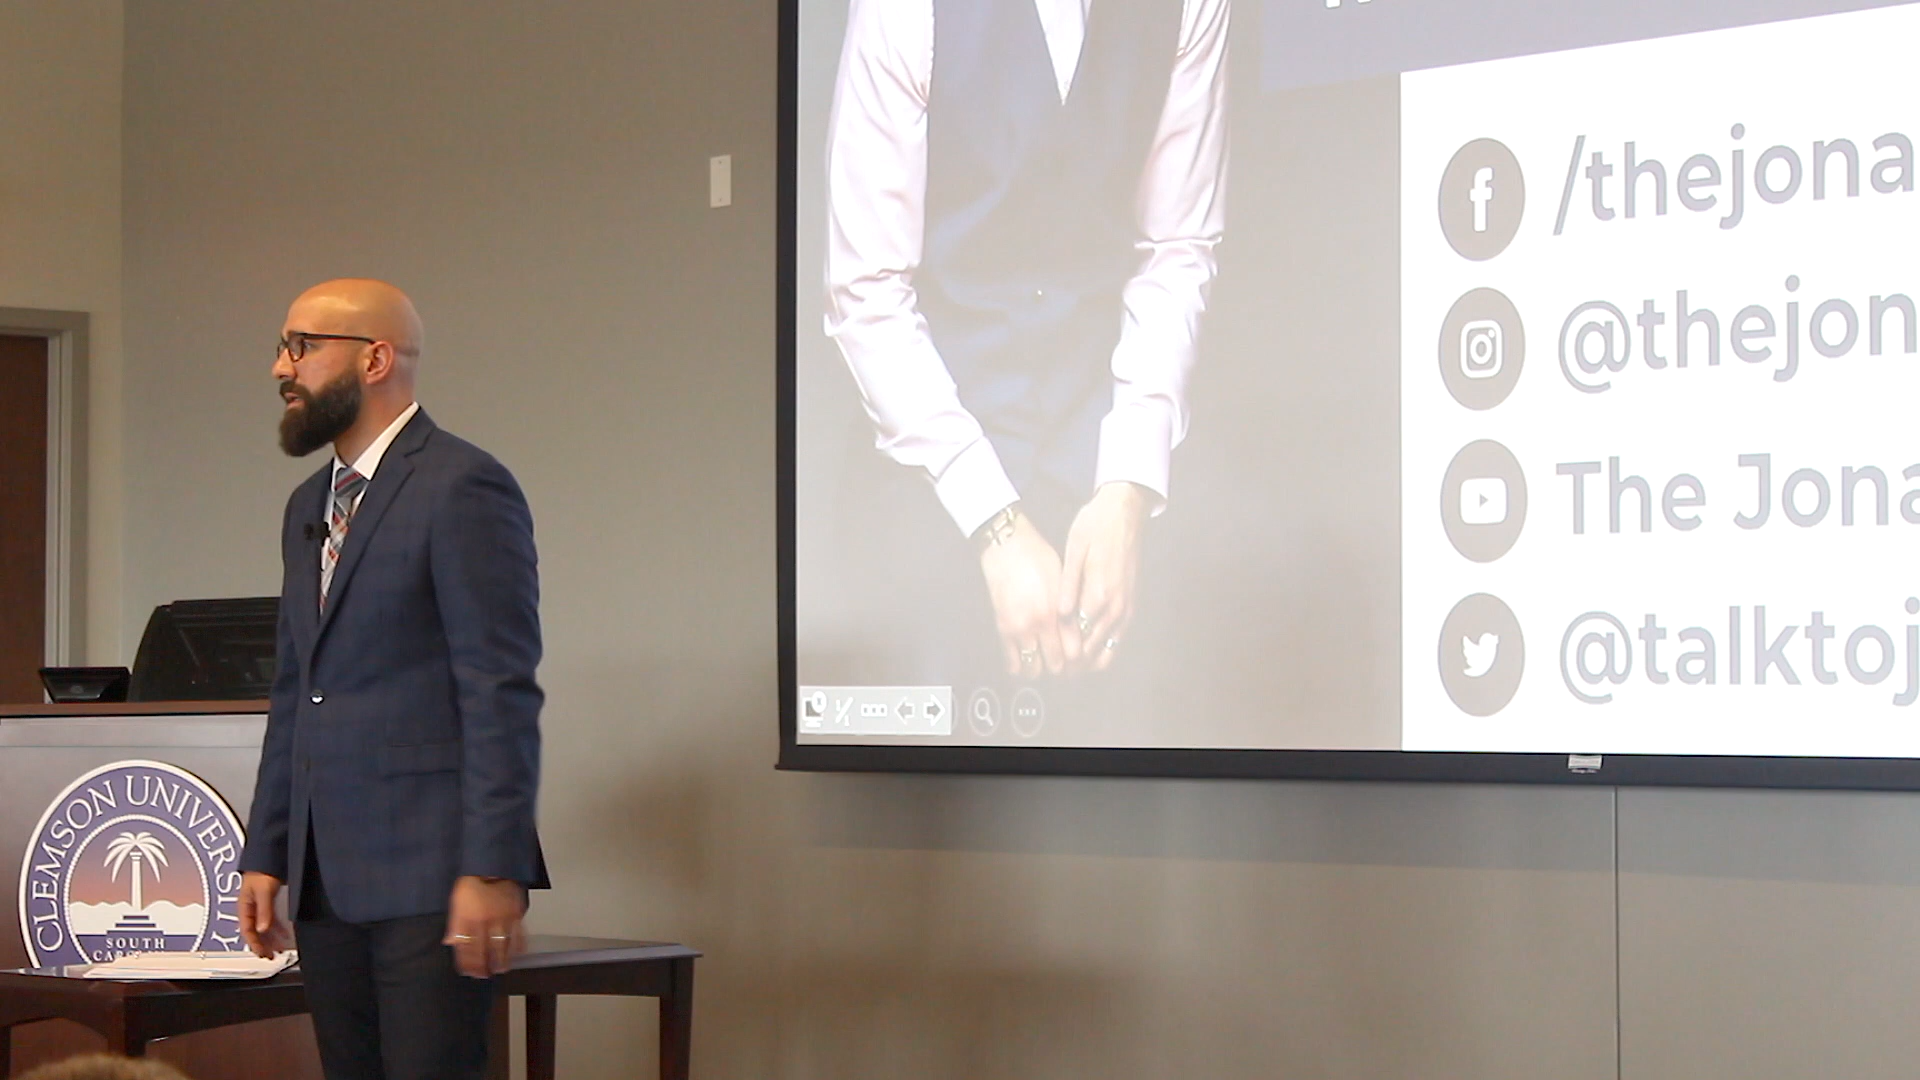 /thejona
@thejon
The Jona
@talktoj
CLEMSON UNIVERSITY
SOUTH